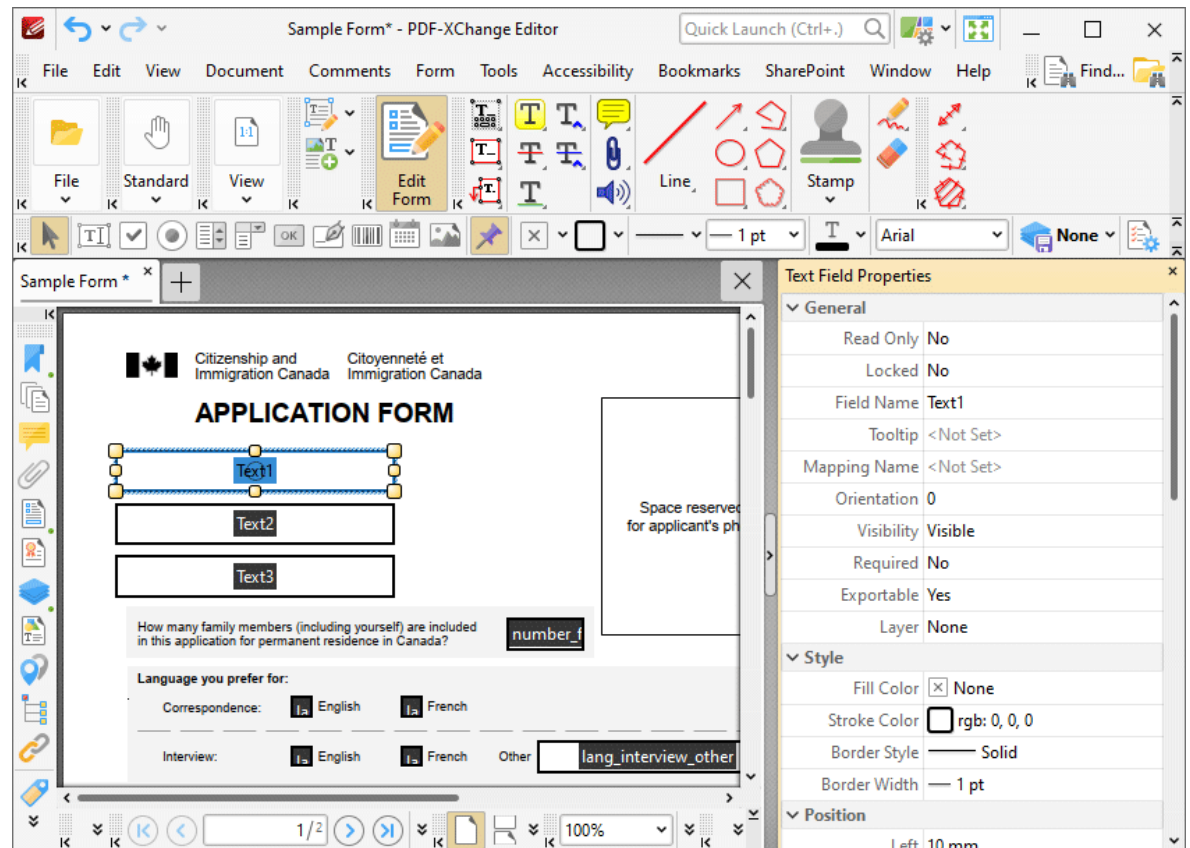 Sample Form* - PDF-XChange Editor
Quick Launch (Ctrl+.)
File Edit View Document Comments Form Tools Accessibility Bookmarks SharePoint Window Help Find...
File Standard View Edit Form Line Stamp
OK 1 pt T Arial None
Sample Form *
Text Field Properties
General
Read Only No
Locked No
Field Name Text1
Tooltip <Not Set>
Mapping Name <Not Set>
Orientation 0
Visibility Visible
Required No
Exportable Yes
Layer None
Style
Fill Color None
Stroke Color rgb: 0, 0, 0
Border Style Solid
Border Width 1 pt
Position
Left 10 mm
Citizenship and Immigration Canada
Citoyenneté et Immigration Canada
APPLICATION FORM
Text1
Text2
Text3
Space reserved
for applicant's ph
How many family members (including yourself) are included
in this application for permanent residence in Canada?
number_f
Language you prefer for:
Correspondence: la English la French
Interview: la English la French Other lang_interview_other
1/2
100%